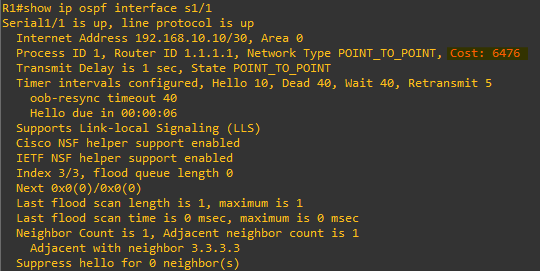 R1#show ip ospf interface s1/1
Serial1/1 is up, line protocol is up
Internet Address 192.168.10.10/30, Area 0
Process ID 1, Router ID 1.1.1.1, Network Type POINT_TO_POINT, Cost: 6476
Transmit Delay is 1 sec, State POINT_TO_POINT
Timer intervals configured, Hello 10, Dead 40, Wait 40, Retransmit 5
oob-resync timeout 40
Hello due in 00:00:06
Supports Link-local Signaling (LLS)
Cisco NSF helper support enabled
IETF NSF helper support enabled
Index 3/3, flood queue length 0
Next 0x0(0)/0x0(0)
Last flood scan length is 1, maximum is 1
Last flood scan time is 0 msec, maximum is 0 msec
Neighbor Count is 1, Adjacent neighbor count is 1
Adjacent with neighbor 3.3.3.3
Suppress hello for 0 neighbor(s)